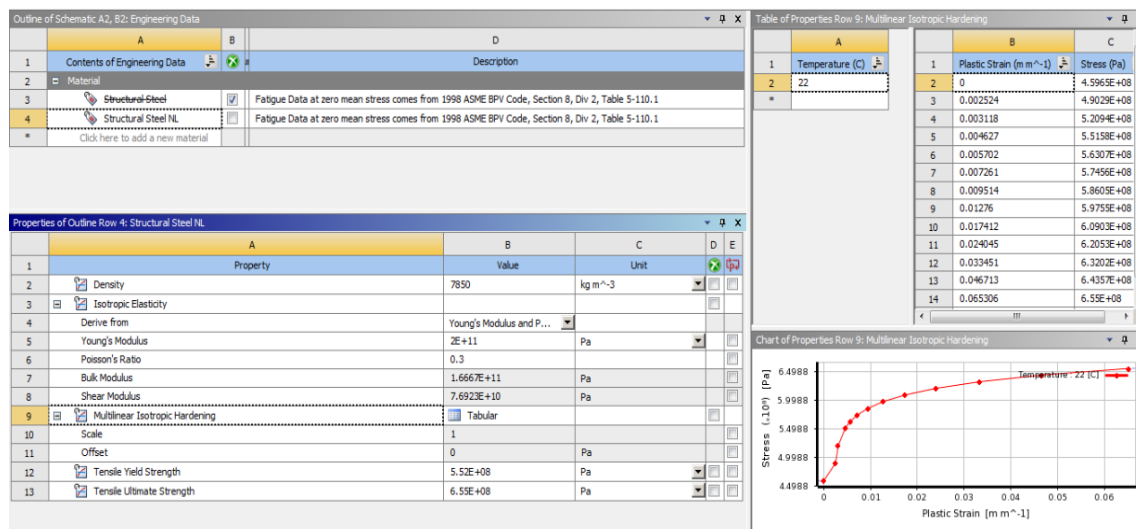 Outline of Schematic A2, B2: Engineering Data
A B D
1 Contents of Engineering Data Description
2 Material
3 Structural Steel Fatigue Data at zero mean stress comes from 1998 ASME BPV Code, Section 8, Div 2, Table 5-110.1
4 Structural Steel NL Fatigue Data at zero mean stress comes from 1998 ASME BPV Code, Section 8, Div 2, Table 5-110.1
* Click here to add a new material
Properties of Outline Row 4: Structural Steel NL
A B C D E
1 Property Value Unit
2 Density 7850 kg m^-3
3 Isotropic Elasticity
4 Derive from Young's Modulus and P...
5 Young's Modulus 2E+11 Pa
6 Poisson's Ratio 0.3
7 Bulk Modulus 1.6667E+11 Pa
8 Shear Modulus 7.6923E+10 Pa
9 Multilinear Isotropic Hardening Tabular
10 Scale 1
11 Offset 0 Pa
12 Tensile Yield Strength 5.52E+08 Pa
13 Tensile Ultimate Strength 6.55E+08 Pa
Table of Properties Row 9: Multilinear Isotropic Hardening
A
1 Temperature (C)
2 22
*
B C
1 Plastic Strain (m m^-1) Stress (Pa)
2 0 4.5965E+08
3 0.002524 4.9029E+08
4 0.003118 5.2094E+08
5 0.004627 5.5158E+08
6 0.005702 5.6307E+08
7 0.007261 5.7456E+08
8 0.009514 5.8605E+08
9 0.01276 5.9755E+08
10 0.017412 6.0903E+08
11 0.024045 6.2053E+08
12 0.033451 6.3202E+08
13 0.046713 6.4357E+08
14 0.065306 6.55E+08
Chart of Properties Row 9: Multilinear Isotropic Hardening
Temperature : 22 [C]
6.4988
5.9988
5.4988
4.9988
4.4988
Stress (.10⁸) [Pa]
0 0.01 0.02 0.03 0.04 0.05 0.06
Plastic Strain [m m^-1]